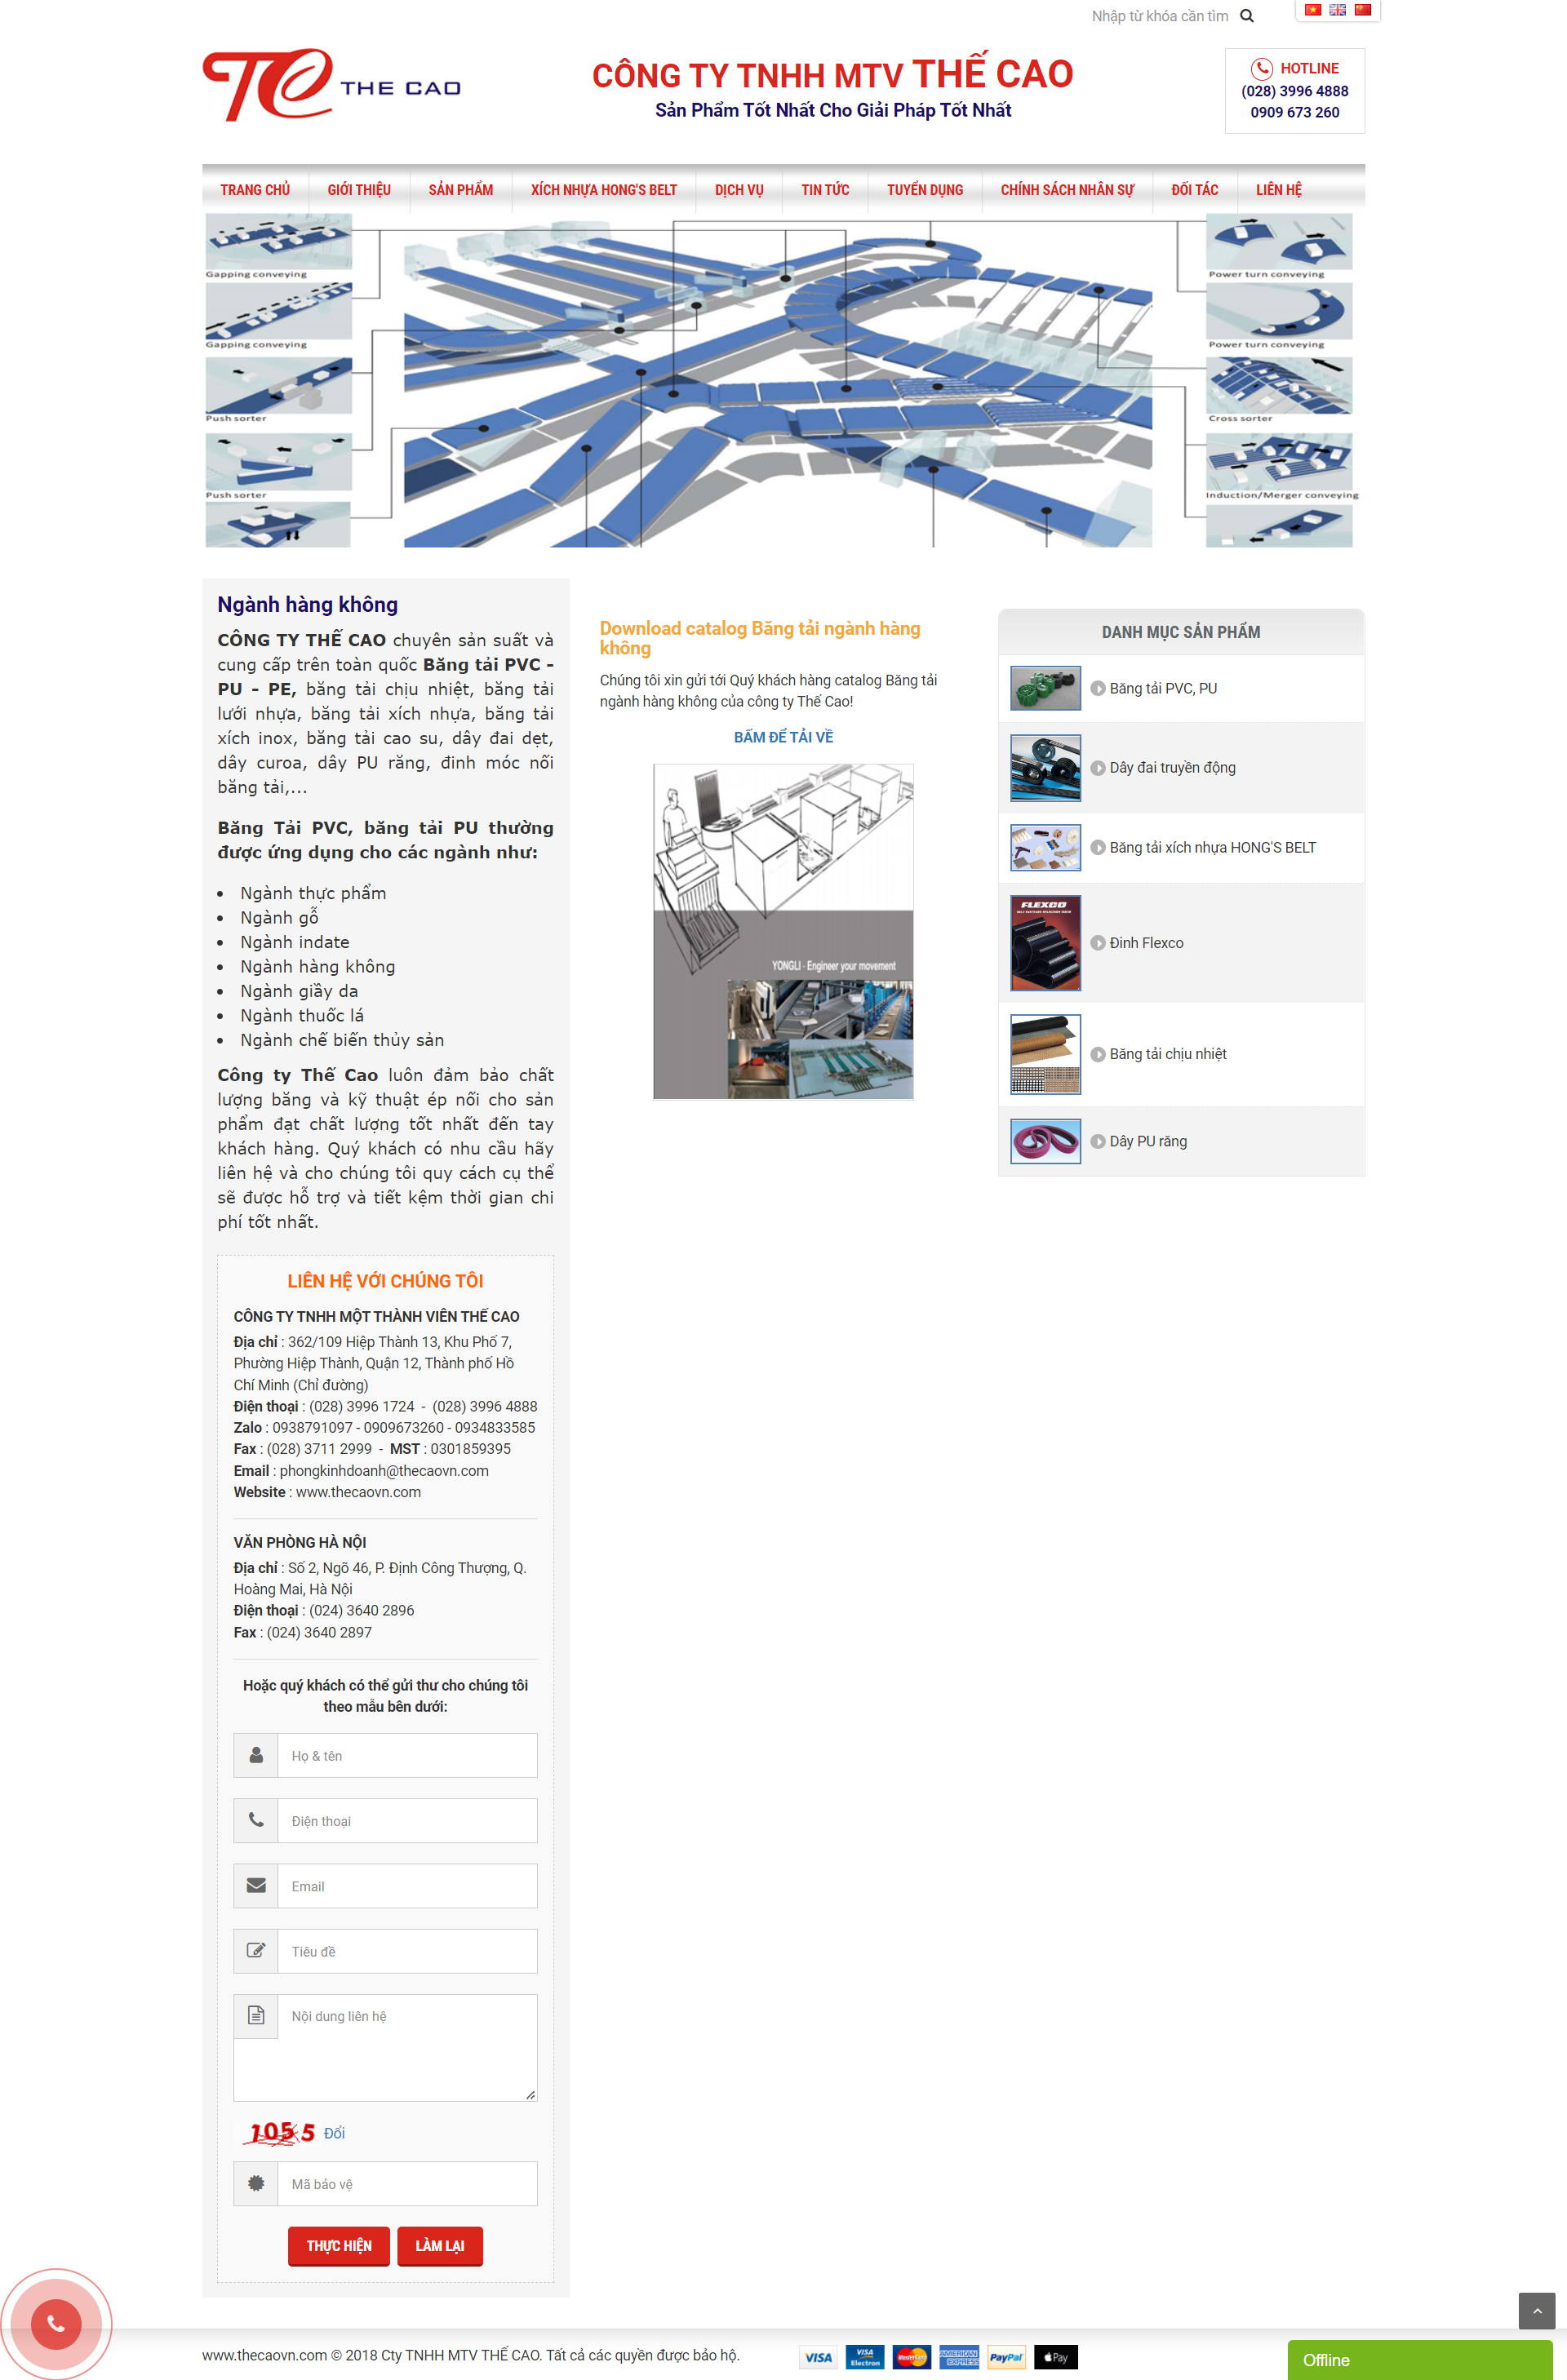 Nhập từ khóa cần tìm
THE CAO
CÔNG TY TNHH MTV THẾ CAO
Sản Phẩm Tốt Nhất Cho Giải Pháp Tốt Nhất
HOTLINE
(028) 3996 4888
0909 673 260
TRANG CHỦ
GIỚI THIỆU
SẢN PHẨM
XÍCH NHỰA HONG'S BELT
DỊCH VỤ
TIN TỨC
TUYỂN DỤNG
CHÍNH SÁCH NHÂN SỰ
ĐỐI TÁC
LIÊN HỆ
Gapping conveying
Gapping conveying
Push sorter
Push sorter
Power turn conveying
Power turn conveying
Cross sorter
Induction/Merger conveying
Ngành hàng không
CÔNG TY THẾ CAO chuyên sản suất và
cung cấp trên toàn quốc Băng tải PVC -
PU - PE, băng tải chịu nhiệt, băng tải
lưới nhựa, băng tải xích nhựa, băng tải
xích inox, băng tải cao su, dây đai dẹt,
dây curoa, dây PU răng, đinh móc nối
băng tải,...
Băng Tải PVC, băng tải PU thường
được ứng dụng cho các ngành như:
Ngành thực phẩm
Ngành gỗ
Ngành indate
Ngành hàng không
Ngành giầy da
Ngành thuốc lá
Ngành chế biến thủy sản
Công ty Thế Cao luôn đảm bảo chất
lượng băng và kỹ thuật ép nối cho sản
phẩm đạt chất lượng tốt nhất đến tay
khách hàng. Quý khách có nhu cầu hãy
liên hệ và cho chúng tôi quy cách cụ thể
sẽ được hỗ trợ và tiết kệm thời gian chi
phí tốt nhất.
LIÊN HỆ VỚI CHÚNG TÔI
CÔNG TY TNHH MỘT THÀNH VIÊN THẾ CAO
Địa chỉ : 362/109 Hiệp Thành 13, Khu Phố 7,
Phường Hiệp Thành, Quận 12, Thành phố Hồ
Chí Minh (Chỉ đường)
Điện thoại : (028) 3996 1724 - (028) 3996 4888
Zalo : 0938791097 - 0909673260 - 0934833585
Fax : (028) 3711 2999 - MST : 0301859395
Email : phongkinhdoanh@thecaovn.com
Website : www.thecaovn.com
VĂN PHÒNG HÀ NỘI
Địa chỉ : Số 2, Ngõ 46, P. Định Công Thượng, Q.
Hoàng Mai, Hà Nội
Điện thoại : (024) 3640 2896
Fax : (024) 3640 2897
Hoặc quý khách có thể gửi thư cho chúng tôi
theo mẫu bên dưới:
Họ & tên
Điện thoại
Email
Tiêu đề
Nội dung liên hệ
1055 Đổi
Mã bảo vệ
THỰC HIỆN
LÀM LẠI
Download catalog Băng tải ngành hàng
không
Chúng tôi xin gửi tới Quý khách hàng catalog Băng tải
ngành hàng không của công ty Thế Cao!
BẤM ĐỂ TẢI VỀ
YONGLI · Engineer your movement
DANH MỤC SẢN PHẨM
Băng tải PVC, PU
Dây đai truyền động
Băng tải xích nhựa HONG'S BELT
FLEXCO
Đinh Flexco
Băng tải chịu nhiệt
Dây PU răng
www.thecaovn.com © 2018 Cty TNHH MTV THẾ CAO. Tất cả các quyền được bảo hộ.
VISA
VISA Electron
MasterCard
AMERICAN EXPRESS
PayPal
Pay
Offline